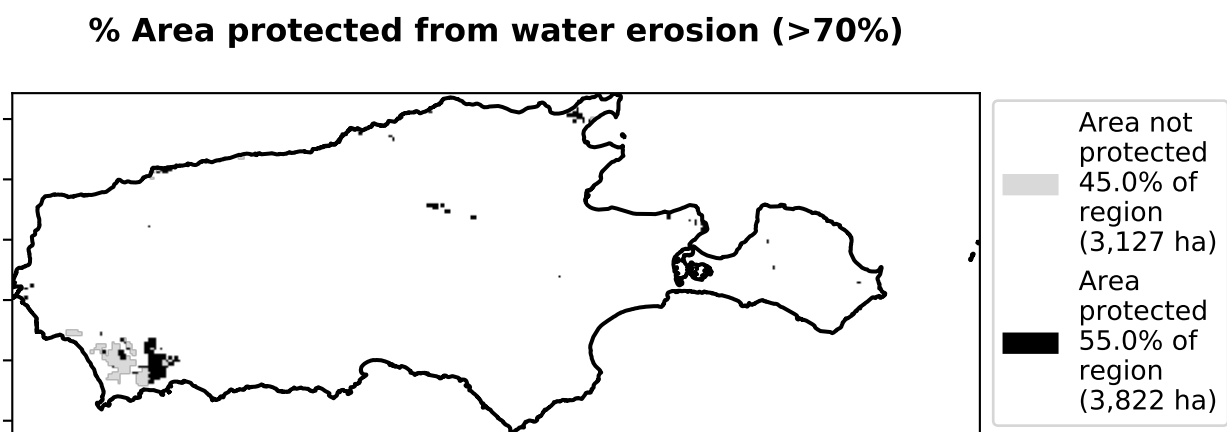 % Area protected from water erosion (>70%)
Area not
protected
45.0% of
region
(3,127 ha)
Area
protected
55.0% of
region
(3,822 ha)